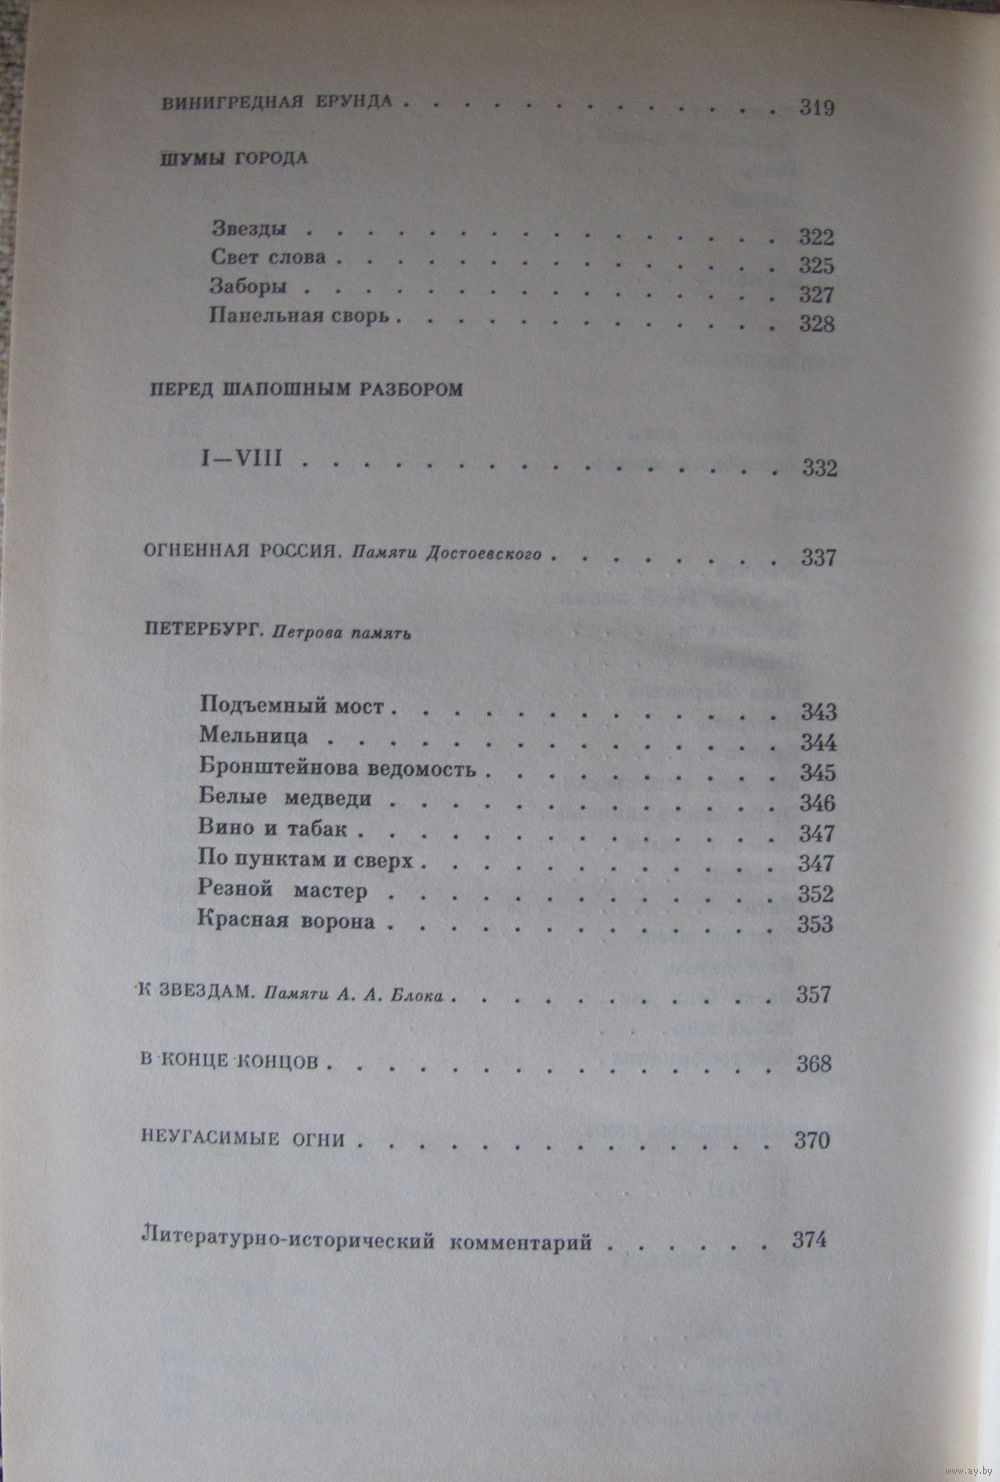 ВИНИГРЕДНАЯ ЕРУНДА . . . . . . . . . . . . . 319
ШУМЫ ГОРОДА
Звезды . . . . . . . . . . . . . . . . 322
Свет слова . . . . . . . . . . . . . . . 325
Заборы . . . . . . . . . . . . . . . . 327
Панельная сворь . . . . . . . . . . . . . 328
ПЕРЕД ШАПОШНЫМ РАЗБОРОМ
I—VIII . . . . . . . . . . . . . . . . 332
ОГНЕННАЯ РОССИЯ. Памяти Достоевского . . . . . . . . 337
ПЕТЕРБУРГ. Петрова память
Подъемный мост . . . . . . . . . . . . . 343
Мельница . . . . . . . . . . . . . . . 344
Бронштейнова ведомость . . . . . . . . . . 345
Белые медведи . . . . . . . . . . . . . 346
Вино и табак . . . . . . . . . . . . . . 347
По пунктам и сверх . . . . . . . . . . . . 347
Резной мастер . . . . . . . . . . . . . 352
Красная ворона . . . . . . . . . . . . . 353
К ЗВЕЗДАМ. Памяти А. А. Блока . . . . . . . . . . . 357
В КОНЦЕ КОНЦОВ . . . . . . . . . . . . . . . 368
НЕУГАСИМЫЕ ОГНИ . . . . . . . . . . . . . . 370
Литературно-исторический комментарий . . . . . . 374
www.ay.by